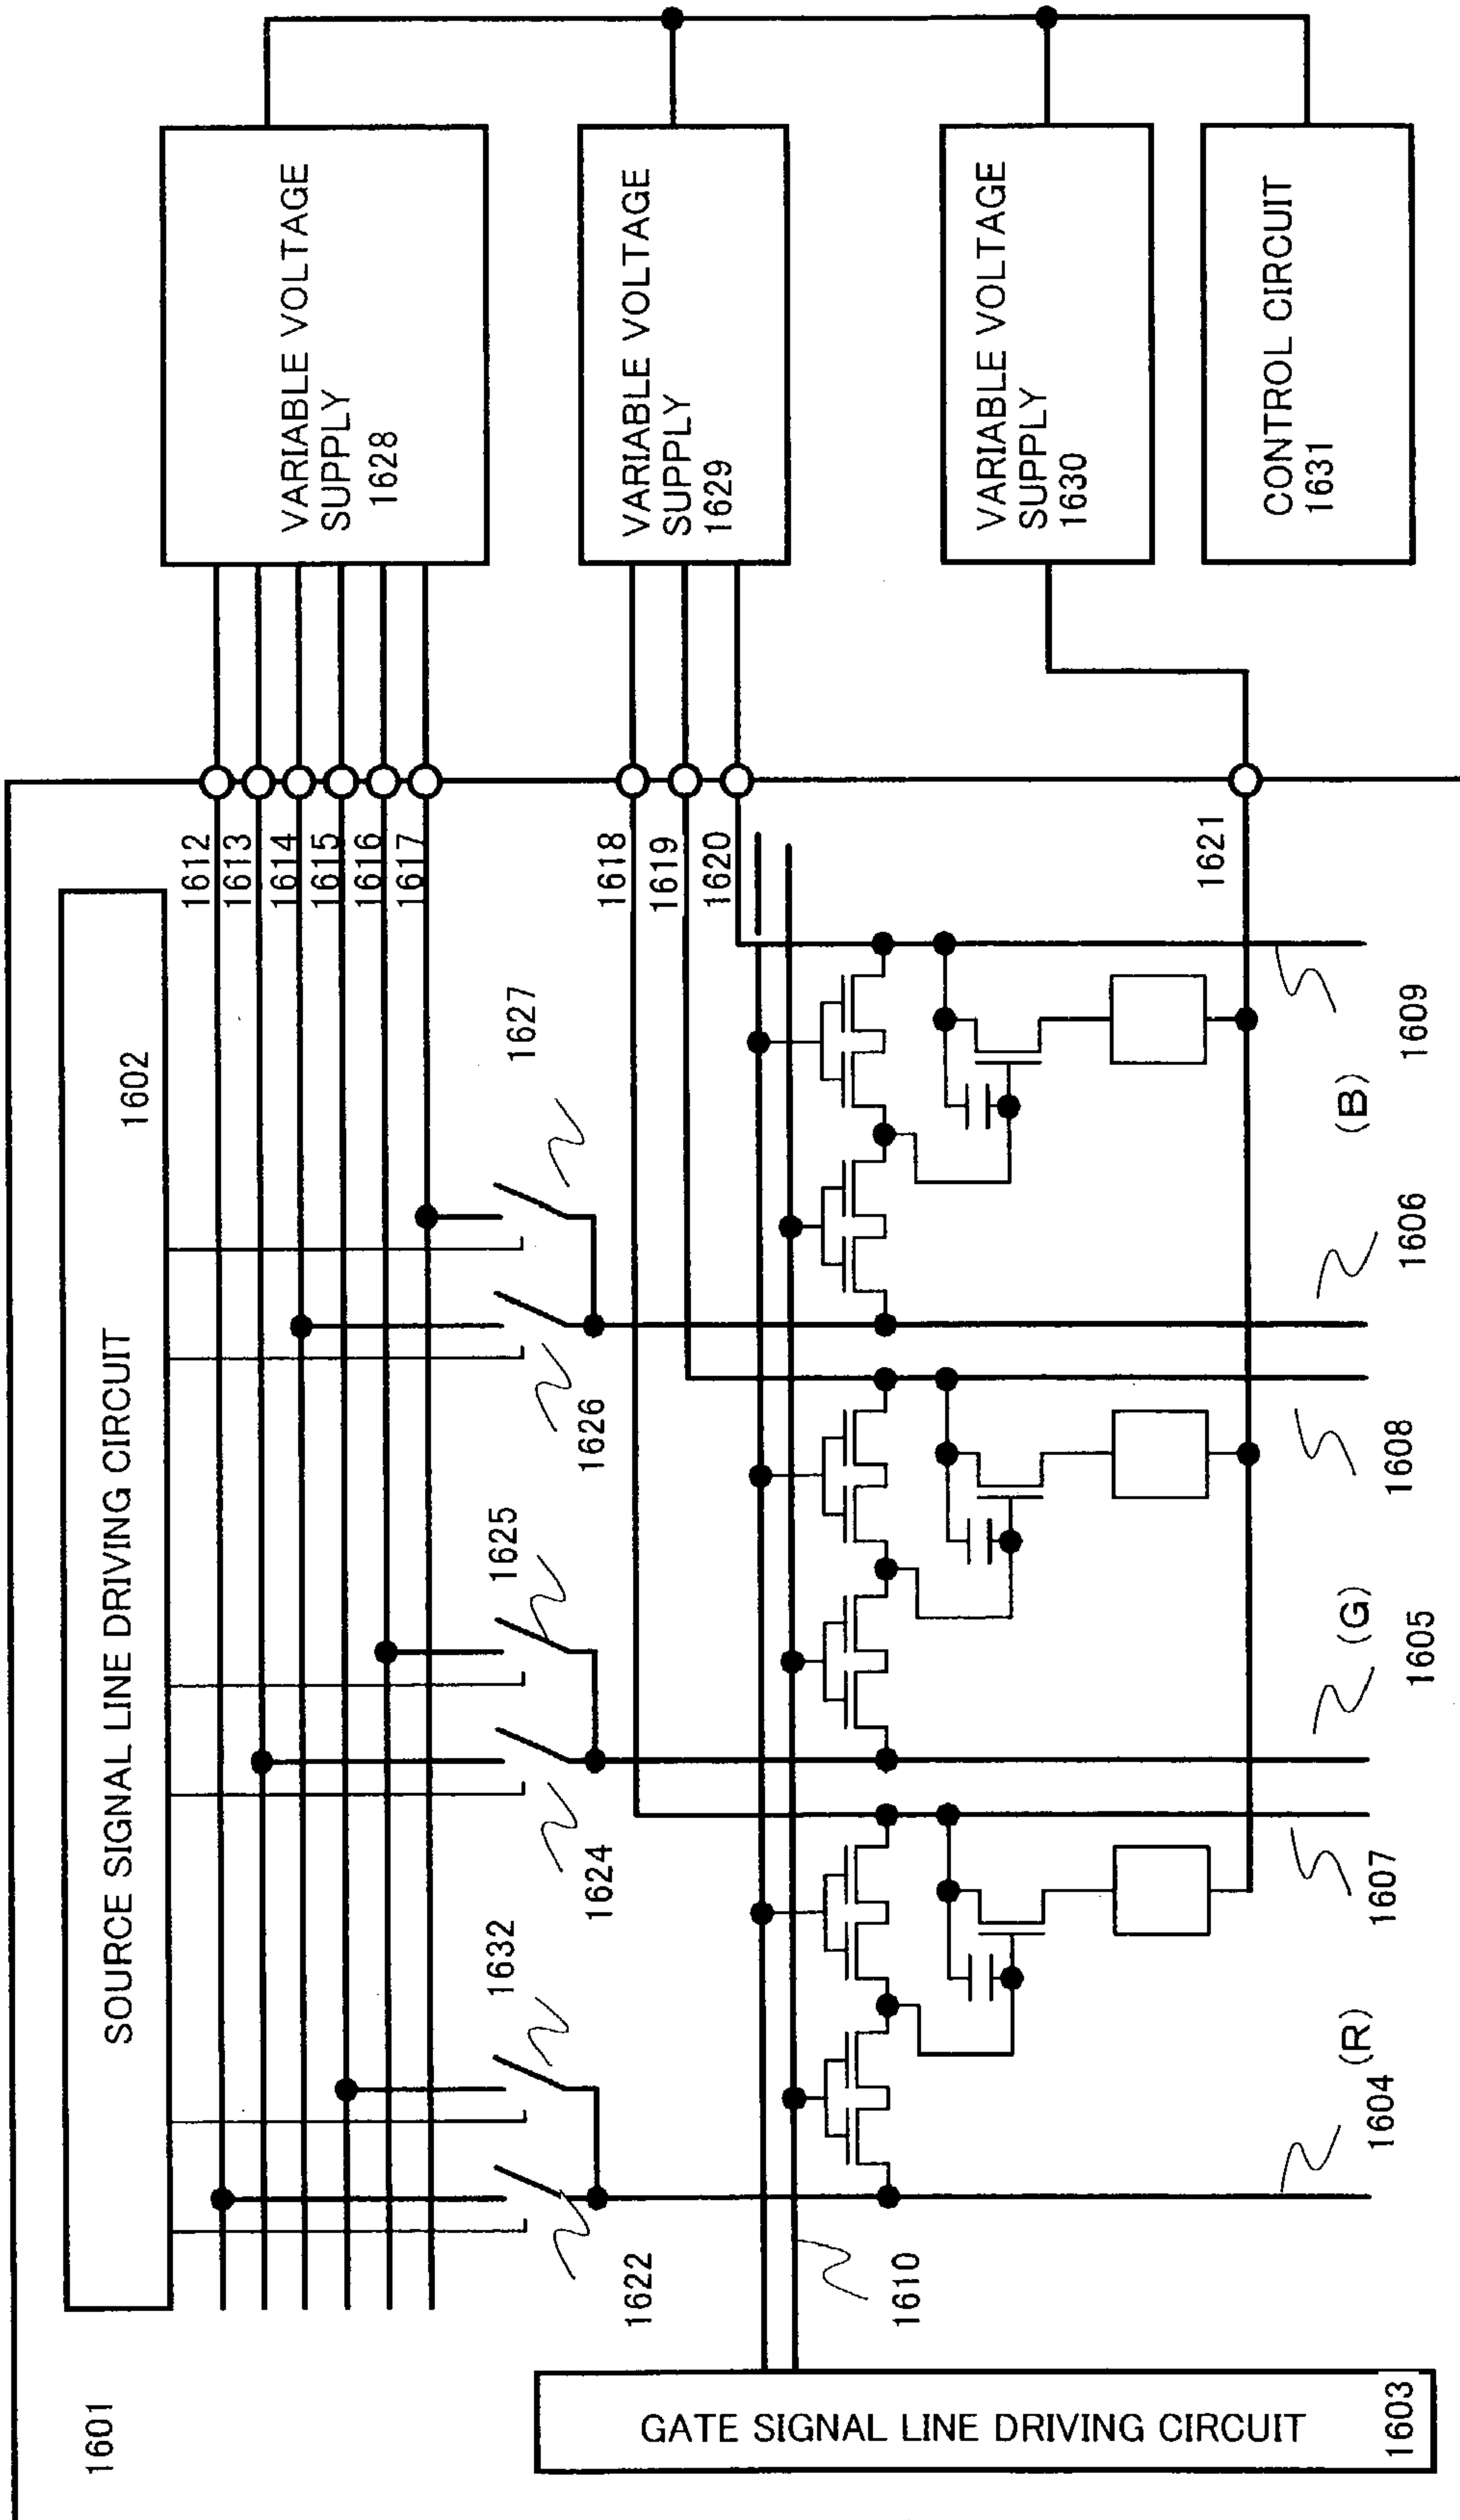 1601
SOURCE SIGNAL LINE DRIVING CIRCUIT
1602
1612
1613
1614
1615
1616
1617
VARIABLE VOLTAGE
SUPPLY
1628
1632
1625
1627
1622
1624
1626
1618
1619
1620
VARIABLE VOLTAGE
SUPPLY
1629
GATE SIGNAL LINE DRIVING CIRCUIT
1603
1610
VARIABLE VOLTAGE
SUPPLY
1630
1621
CONTROL CIRCUIT
1631
1604
(R)
1607
(G)
1605
1608
1606
(B)
1609